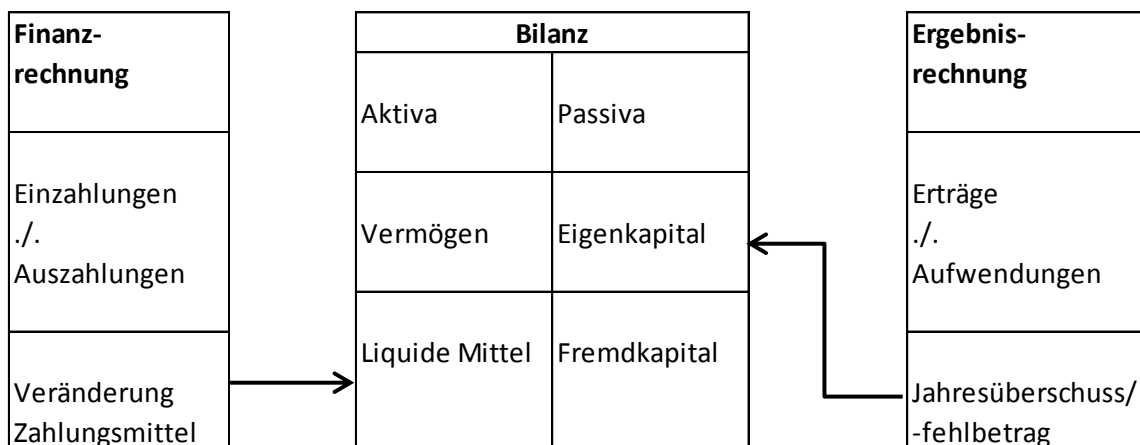 Finanz-
rechnung
Einzahlungen
./.
Auszahlungen
Veränderung
Zahlungsmittel
Bilanz
Aktiva Passiva
Vermögen Eigenkapital
Liquide Mittel Fremdkapital
Ergebnis-
rechnung
Erträge
./.
Aufwendungen
Jahresüberschuss/
-fehlbetrag